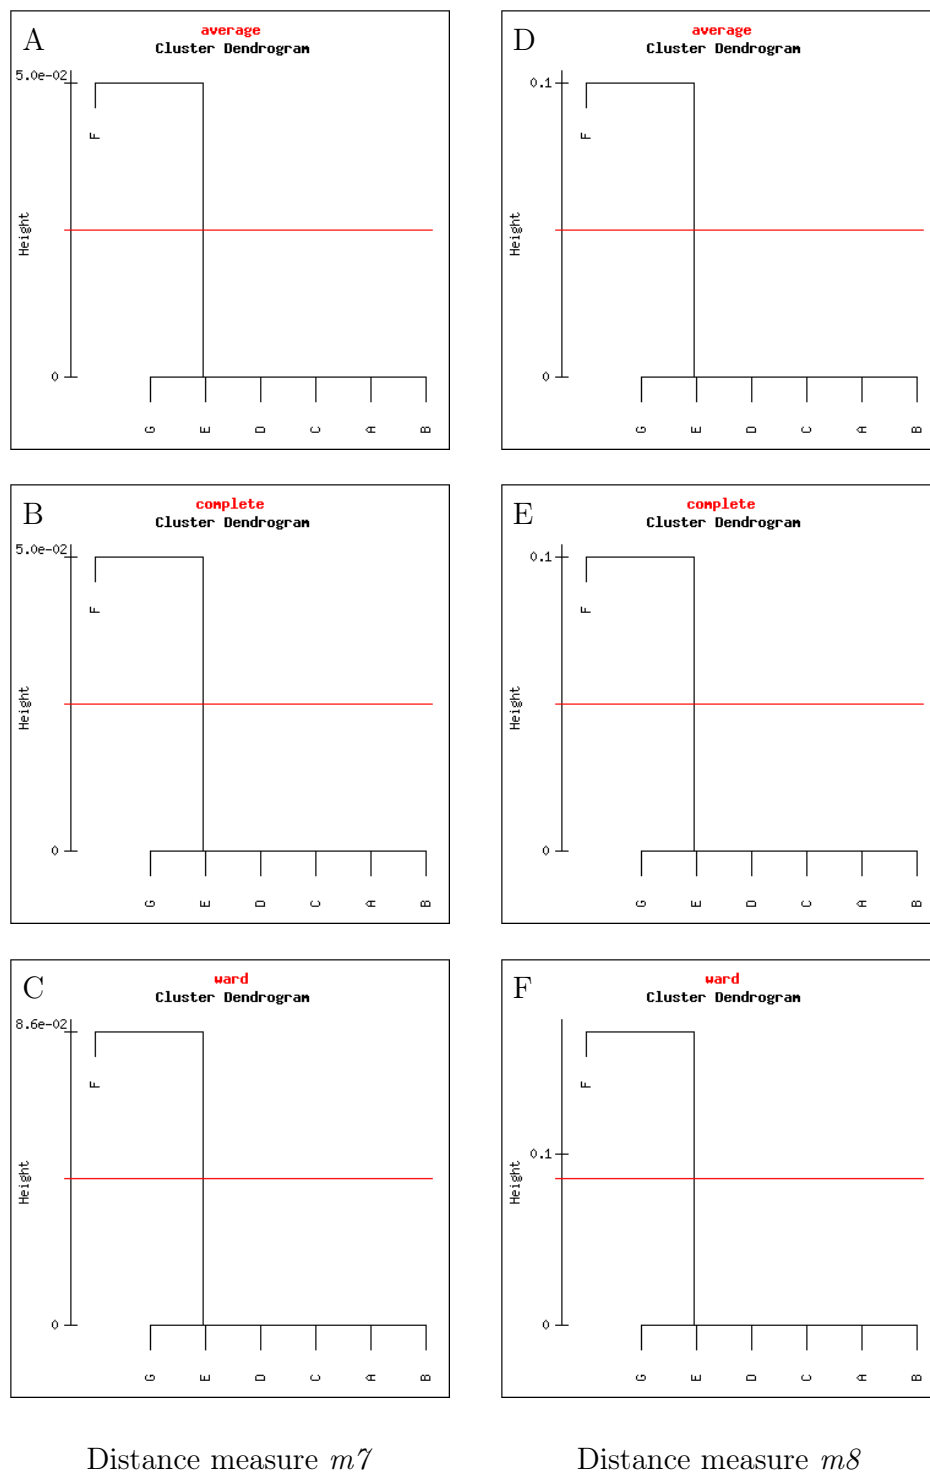 A
average
Cluster Dendrogram
5.0e-02
F
Height
0
G E D C A B
D
average
Cluster Dendrogram
0.1
F
Height
0
G E D C A B
B
complete
Cluster Dendrogram
5.0e-02
F
Height
0
G E D C A B
E
complete
Cluster Dendrogram
0.1
F
Height
0
G E D C A B
C
ward
Cluster Dendrogram
8.6e-02
F
Height
0
G E D C A B
F
ward
Cluster Dendrogram
F
0.1
Height
0
G E D C A B
Distance measure m7
Distance measure m8